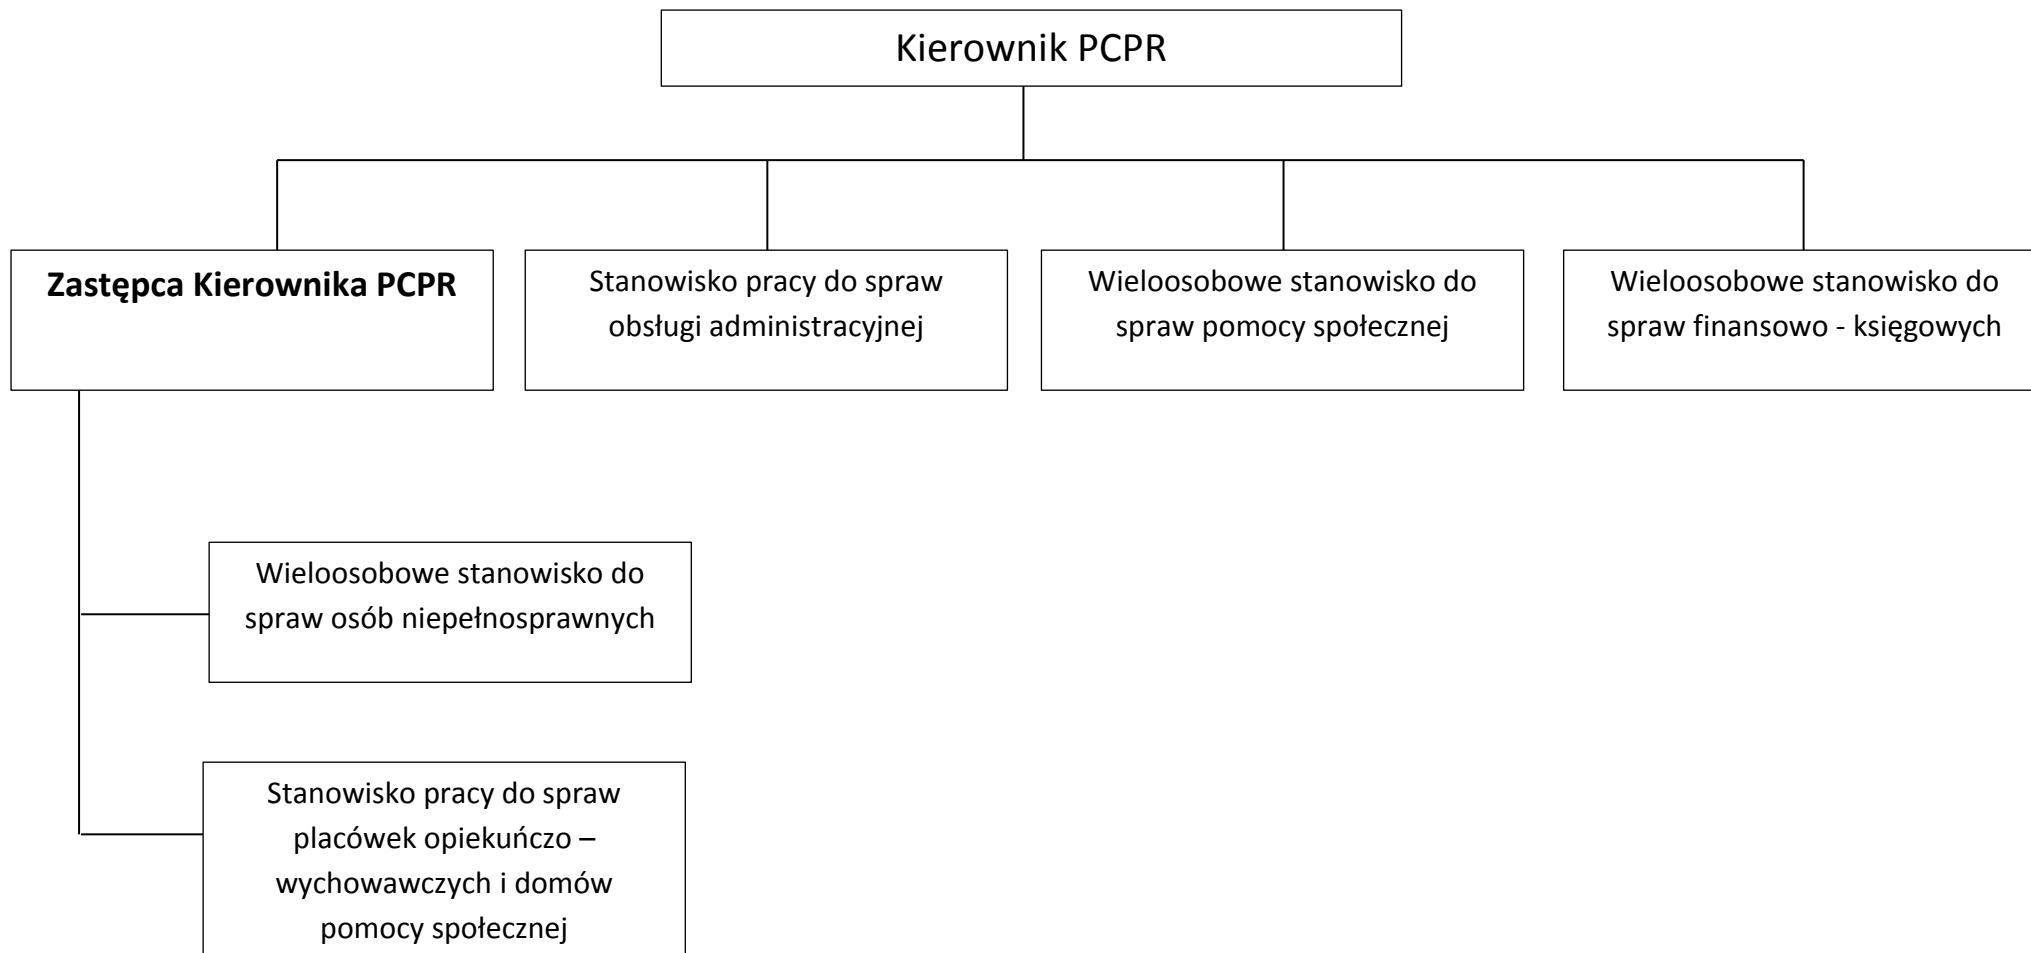 Kierownik PCPR
Zastępca Kierownika PCPR
Stanowisko pracy do spraw
obsługi administracyjnej
Wieloosobowe stanowisko do
spraw pomocy społecznej
Wieloosobowe stanowisko do
spraw finansowo - księgowych
Wieloosobowe stanowisko do
spraw osób niepełnosprawnych
Stanowisko pracy do spraw
placówek opiekuńczo –
wychowawczych i domów
pomocy społecznej